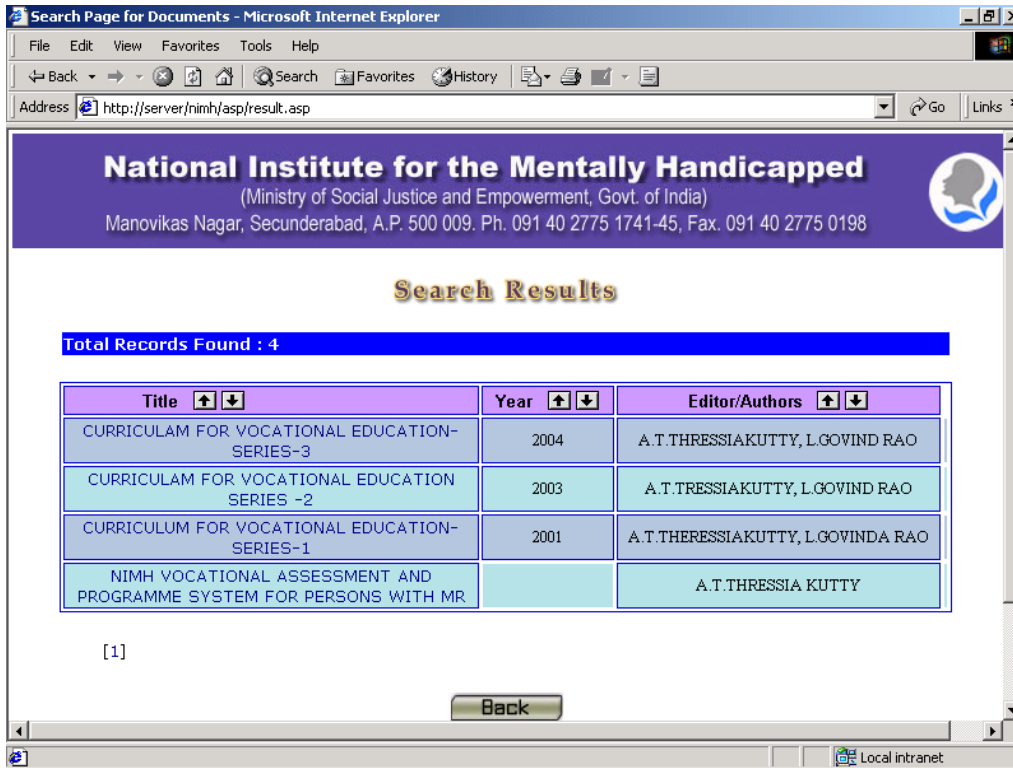 Search Page for Documents - Microsoft Internet Explorer
File Edit View Favorites Tools Help
Back Search Favorites History
Address http://server/nimh/asp/result.asp Go Links
National Institute for the Mentally Handicapped
(Ministry of Social Justice and Empowerment, Govt. of India)
Manovikas Nagar, Secunderabad, A.P. 500 009. Ph. 091 40 2775 1741-45, Fax. 091 40 2775 0198
Search Results
Total Records Found : 4
Title Year Editor/Authors
CURRICULAM FOR VOCATIONAL EDUCATION-
SERIES-3
2004
A.T.THRESSIAKUTTY, L.GOVIND RAO
CURRICULAM FOR VOCATIONAL EDUCATION
SERIES -2
2003
A.T.TRESSIAKUTTY, L.GOVIND RAO
CURRICULUM FOR VOCATIONAL EDUCATION-
SERIES-1
2001
A.T.THERESSIAKUTTY, L.GOVINDA RAO
NIMH VOCATIONAL ASSESSMENT AND
PROGRAMME SYSTEM FOR PERSONS WITH MR
A.T.THRESSIA KUTTY
[1]
Back
Local intranet